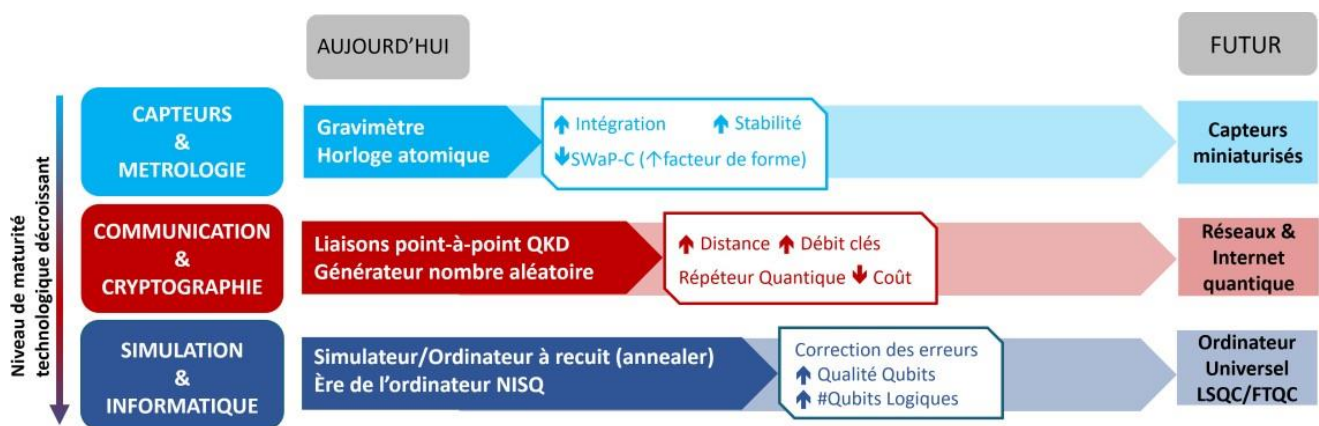 AUJOURD'HUI
FUTUR
Niveau de maturité
technologique décroissant
CAPTEURS
&
METROLOGIE
Gravimètre
Horloge atomique
↑ Intégration ↑ Stabilité
↓SWaP-C (↑facteur de forme)
Capteurs
miniaturisés
COMMUNICATION
&
CRYPTOGRAPHIE
Liaisons point-à-point QKD
Générateur nombre aléatoire
↑ Distance ↑ Débit clés
Répéteur Quantique ↓ Coût
Réseaux &
Internet
quantique
SIMULATION
&
INFORMATIQUE
Simulateur/Ordinateur à recuit (annealer)
Ère de l'ordinateur NISQ
Correction des erreurs
↑ Qualité Qubits
↑ #Qubits Logiques
Ordinateur
Universel
LSQC/FTQC